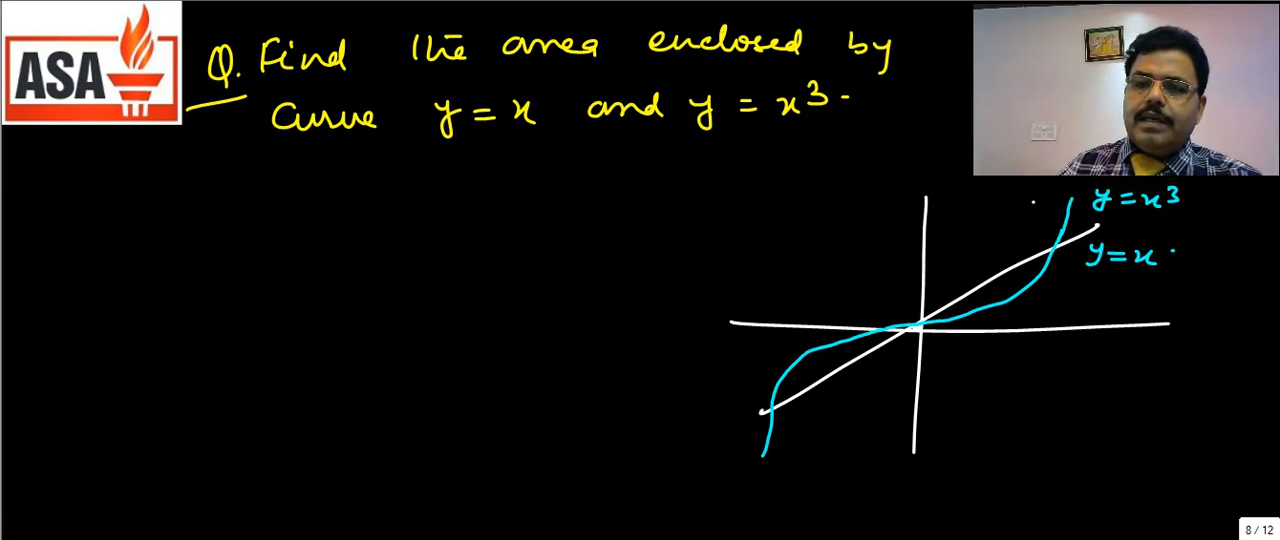 ASA
Q. Find the area enclosed by
curve y = x and y = x³.
y = x³
y = x.
8 / 12